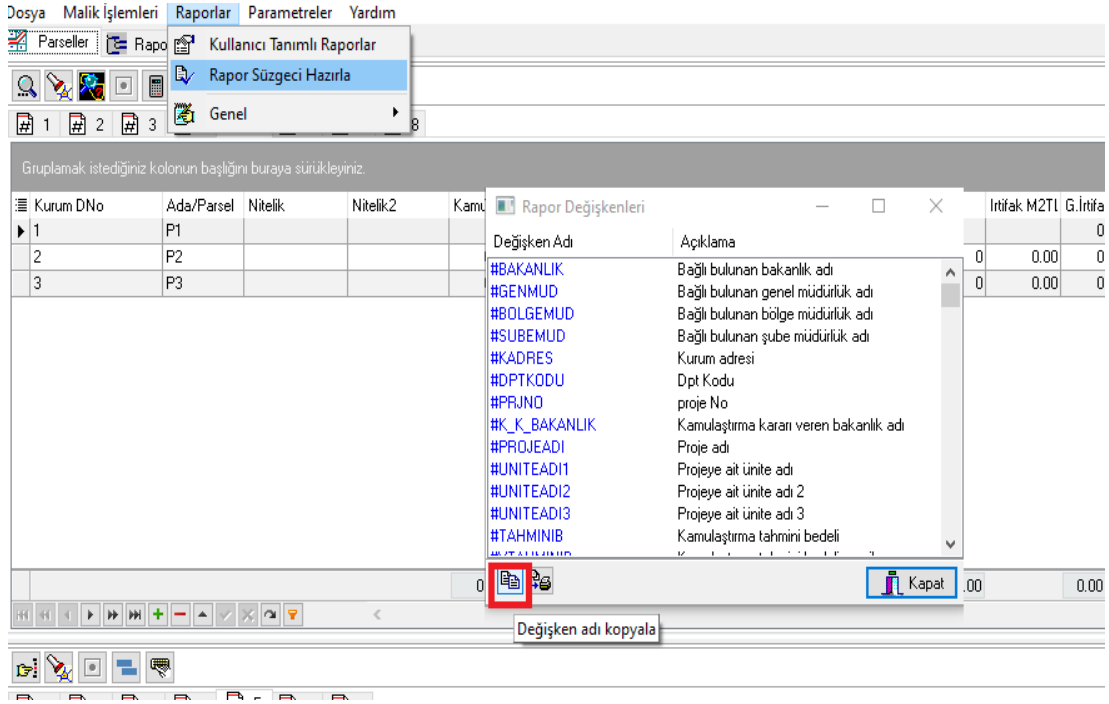 Dosya Malik İşlemleri Raporlar Parametreler Yardım
Parseller Rapo
Kullanıcı Tanımlı Raporlar
Rapor Süzgeci Hazırla
Genel
1 2 3 8
Gruplamak istediğiniz kolonun başlığını buraya sürükleyiniz.
Kurum DNo Ada/Parsel Nitelik Nitelik2 Kamu Irtifak M2TL G.İrtifa
1 P1 0
2 P2 0 0.00 0
3 P3 0 0.00 0
Rapor Değişkenleri
Değişken Adı Açıklama
#BAKANLIK Bağlı bulunan bakanlık adı
#GENMUD Bağlı bulunan genel müdürlük adı
#BOLGEMUD Bağlı bulunan bölge müdürlük adı
#SUBEMUD Bağlı bulunan şube müdürlük adı
#KADRES Kurum adresi
#DPTKODU Dpt Kodu
#PRJNO proje No
#K_K_BAKANLIK Kamulaştırma kararı veren bakanlık adı
#PROJEADI Proje adı
#UNITEADI1 Projeye ait ünite adı
#UNITEADI2 Projeye ait ünite adı 2
#UNITEADI3 Projeye ait ünite adı 3
#TAHMINIB Kamulaştırma tahmini bedeli
0 Kapat .00 0.00
Değişken adı kopyala